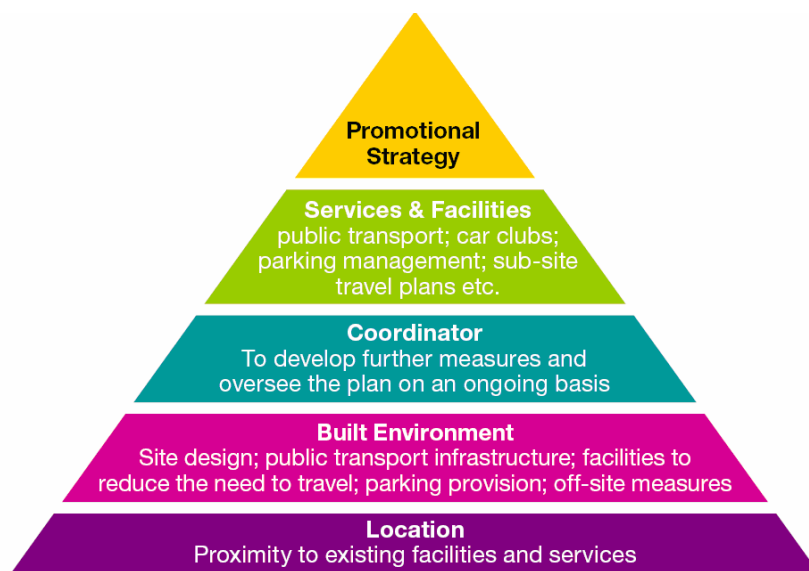 Promotional
Strategy
Services & Facilities
public transport; car clubs;
parking management; sub-site
travel plans etc.
Coordinator
To develop further measures and
oversee the plan on an ongoing basis
Built Environment
Site design; public transport infrastructure; facilities to
reduce the need to travel; parking provision; off-site measures
Location
Proximity to existing facilities and services